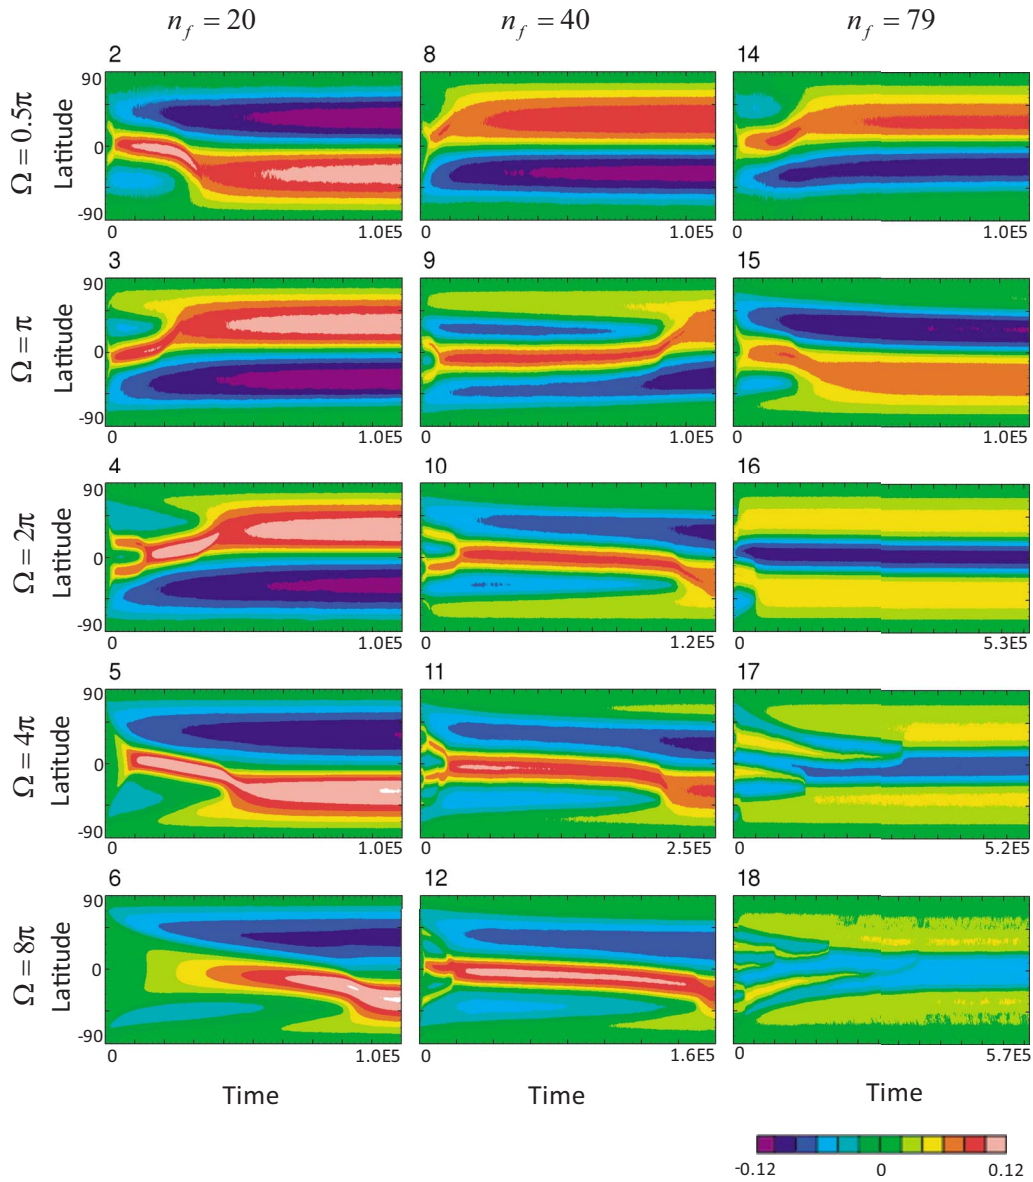 n_f = 20 n_f = 40 n_f = 79
2 8 14
Ω = 0.5π
Latitude
90
0
-90
0 1.0E5 0 1.0E5 0 1.0E5
3 9 15
Ω = π
Latitude
90
0
-90
0 1.0E5 0 1.0E5 0 1.0E5
4 10 16
Ω = 2π
Latitude
90
0
-90
0 1.0E5 0 1.2E5 0 5.3E5
5 11 17
Ω = 4π
Latitude
90
0
-90
0 1.0E5 0 2.5E5 0 5.2E5
6 12 18
Ω = 8π
Latitude
90
0
-90
0 1.0E5 0 1.6E5 0 5.7E5
Time Time Time
-0.12 0 0.12